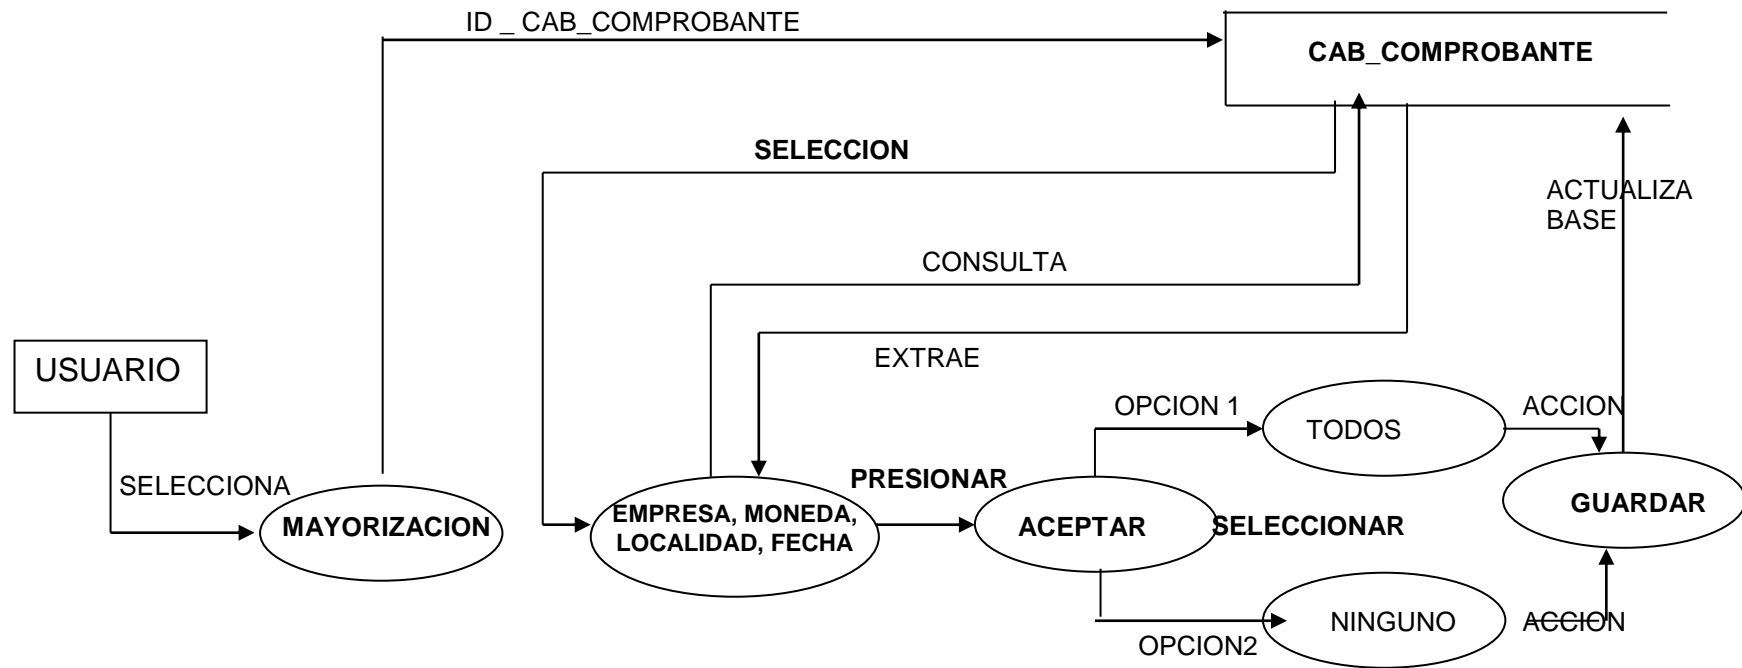 ID _ CAB_COMPROBANTE
CAB_COMPROBANTE
SELECCION
ACTUALIZA
BASE
CONSULTA
USUARIO
EXTRAE
OPCION 1
TODOS
ACCION
SELECCIONA
MAYORIZACION
EMPRESA, MONEDA,
LOCALIDAD, FECHA
PRESIONAR
ACEPTAR
SELECCIONAR
GUARDAR
OPCION2
NINGUNO
ACCION